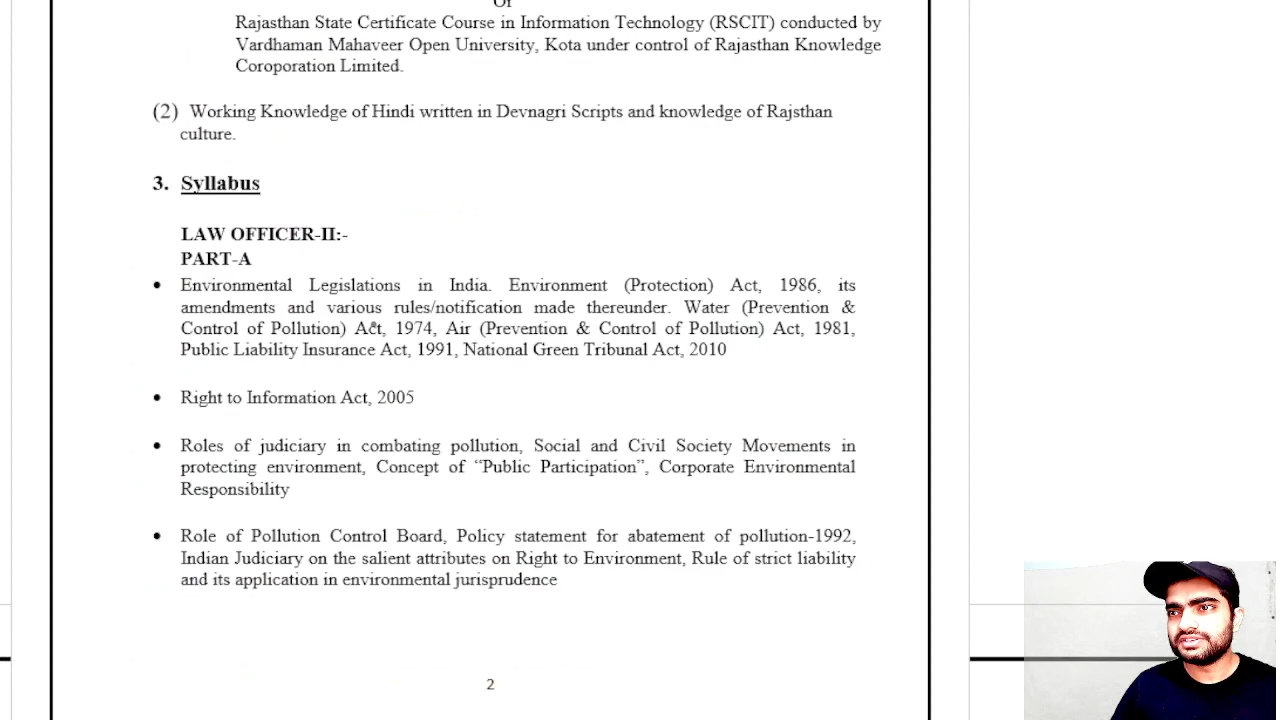 Or
Rajasthan State Certificate Course in Information Technology (RSCIT) conducted by
Vardhaman Mahaveer Open University, Kota under control of Rajasthan Knowledge
Coroporation Limited.
(2) Working Knowledge of Hindi written in Devnagri Scripts and knowledge of Rajsthan
culture.
3. Syllabus
LAW OFFICER-II:-
PART-A
• Environmental Legislations in India. Environment (Protection) Act, 1986, its
amendments and various rules/notification made thereunder. Water (Prevention &
Control of Pollution) Act, 1974, Air (Prevention & Control of Pollution) Act, 1981,
Public Liability Insurance Act, 1991, National Green Tribunal Act, 2010
• Right to Information Act, 2005
• Roles of judiciary in combating pollution, Social and Civil Society Movements in
protecting environment, Concept of “Public Participation”, Corporate Environmental
Responsibility
• Role of Pollution Control Board, Policy statement for abatement of pollution-1992,
Indian Judiciary on the salient attributes on Right to Environment, Rule of strict liability
and its application in environmental jurisprudence
2